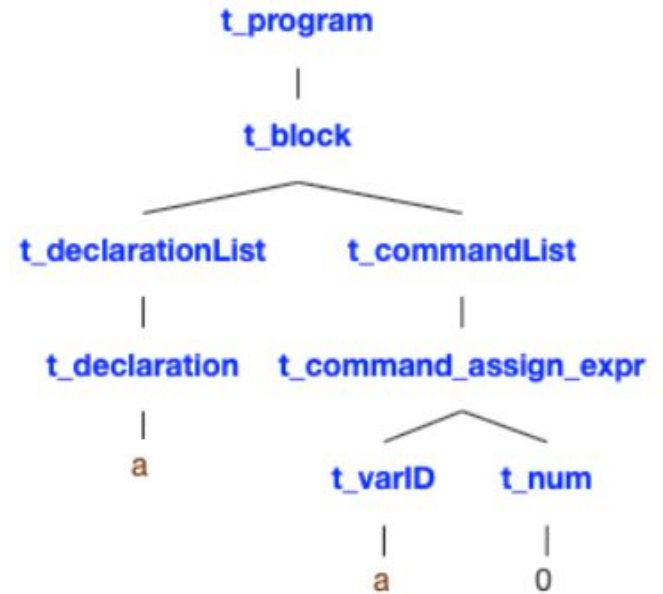 t_program
t_block
t_declarationList t_commandList
t_declaration t_command_assign_expr
a
t_varID t_num
a 0